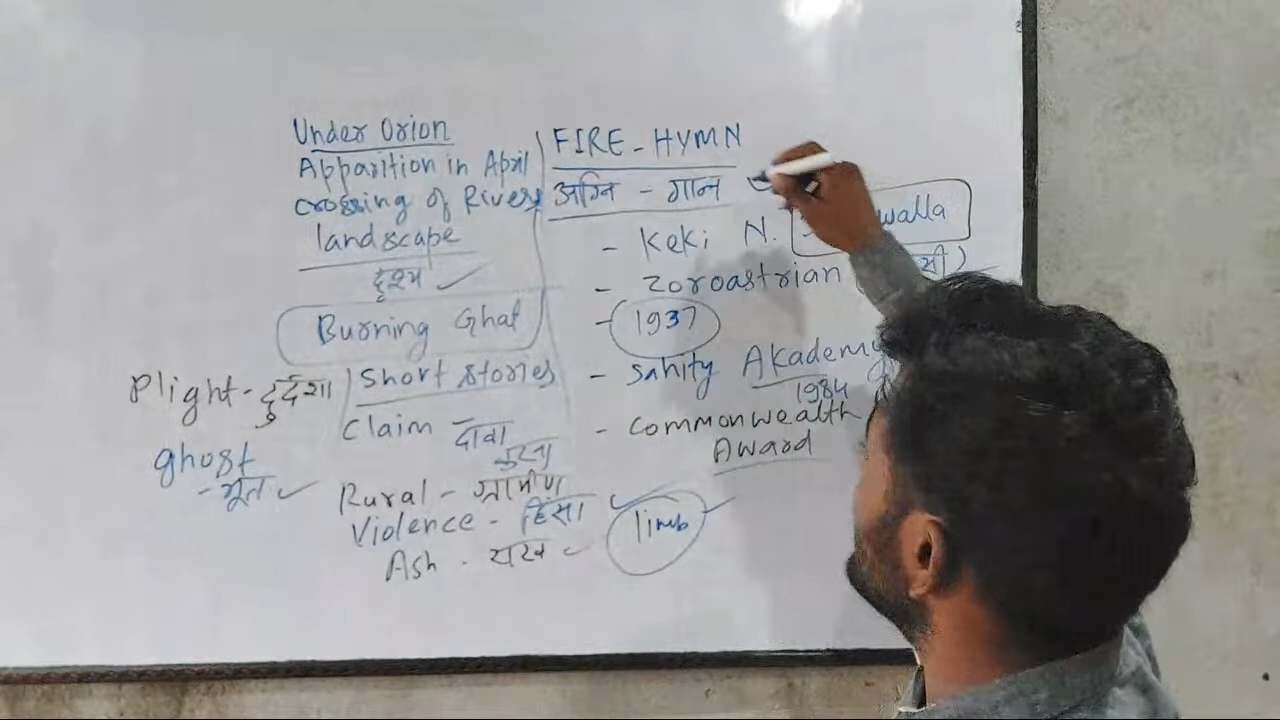 Under Orion
Apparition in April
crossing of Rivers
landscape
दृश्य
Burning Ghat
Short stories
Plight - दुर्दशा
claim दावा
करना
ghost
- भूत
Rural - ग्रामीण
Violence - हिंसा
Ash - राख
limb
FIRE - HYMN
अग्नि - गान
- Keki N. walla
- Zoroastrian
- 1937
- Sahity Akademy
1984
- commonwealth
Award